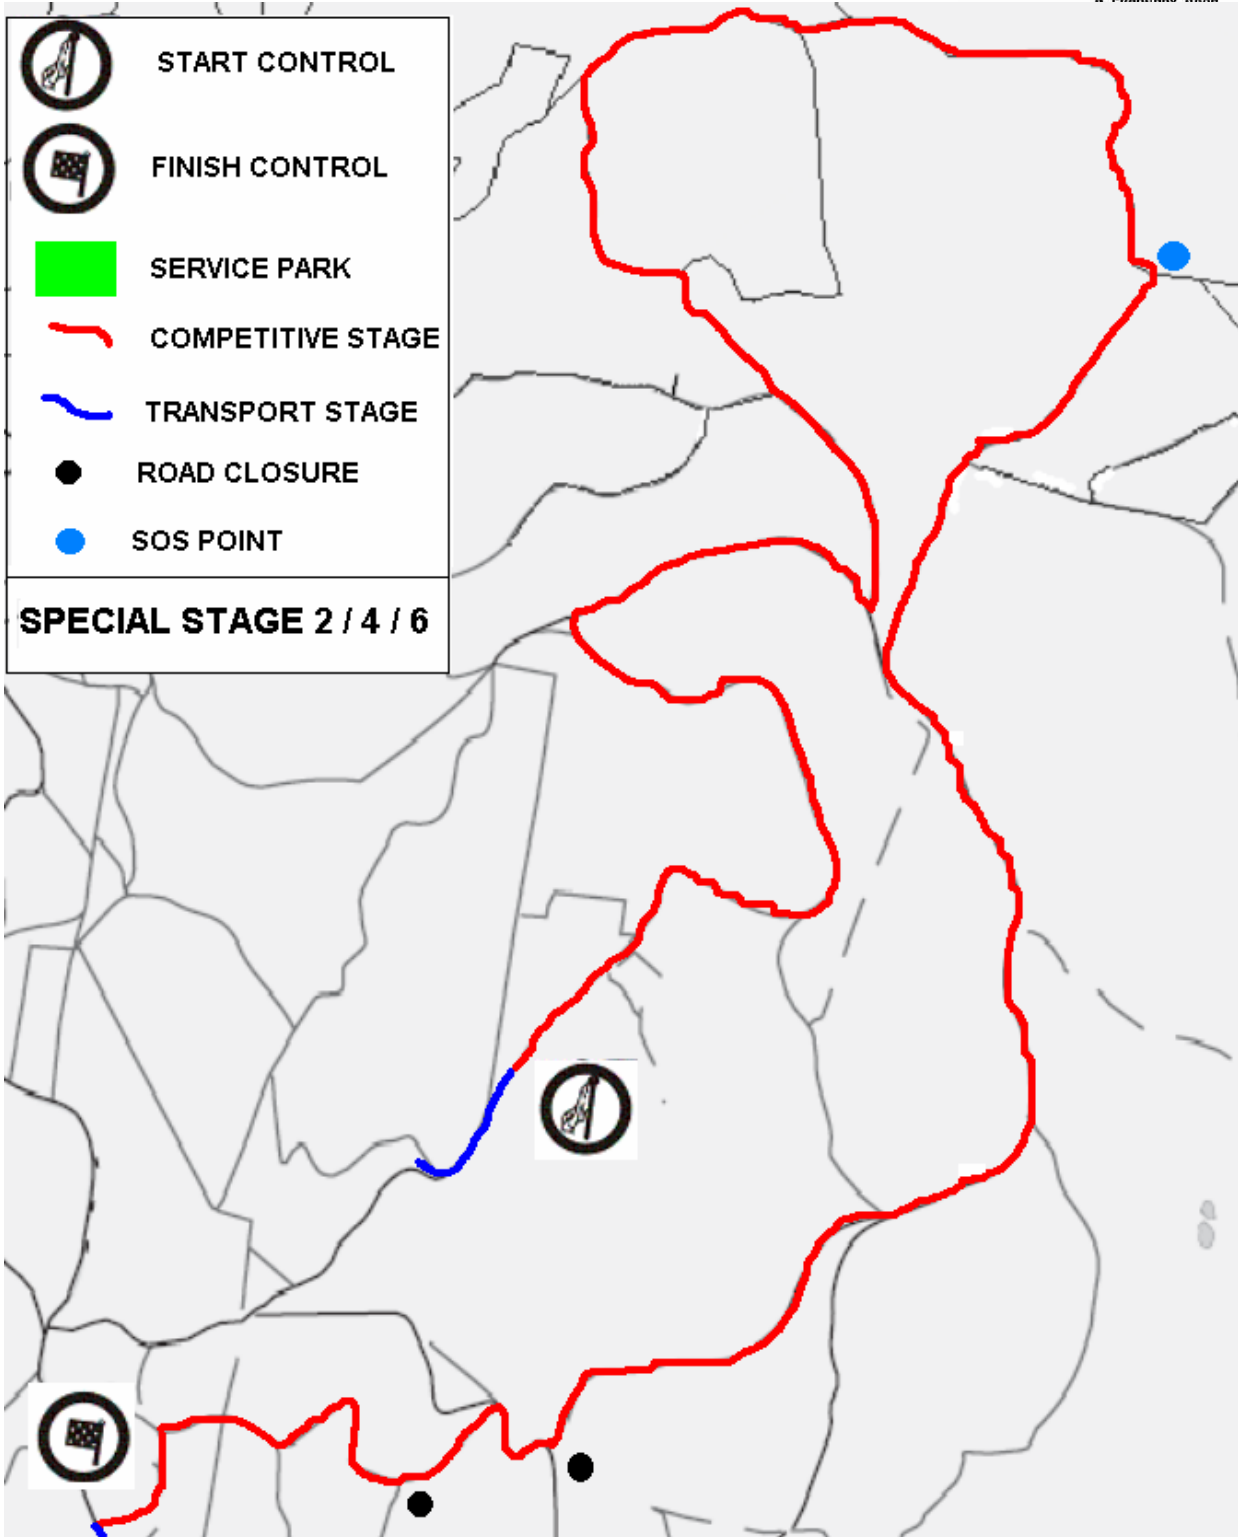 START CONTROL
FINISH CONTROL
SERVICE PARK
COMPETITIVE STAGE
TRANSPORT STAGE
ROAD CLOSURE
SOS POINT
SPECIAL STAGE 2 / 4 / 6